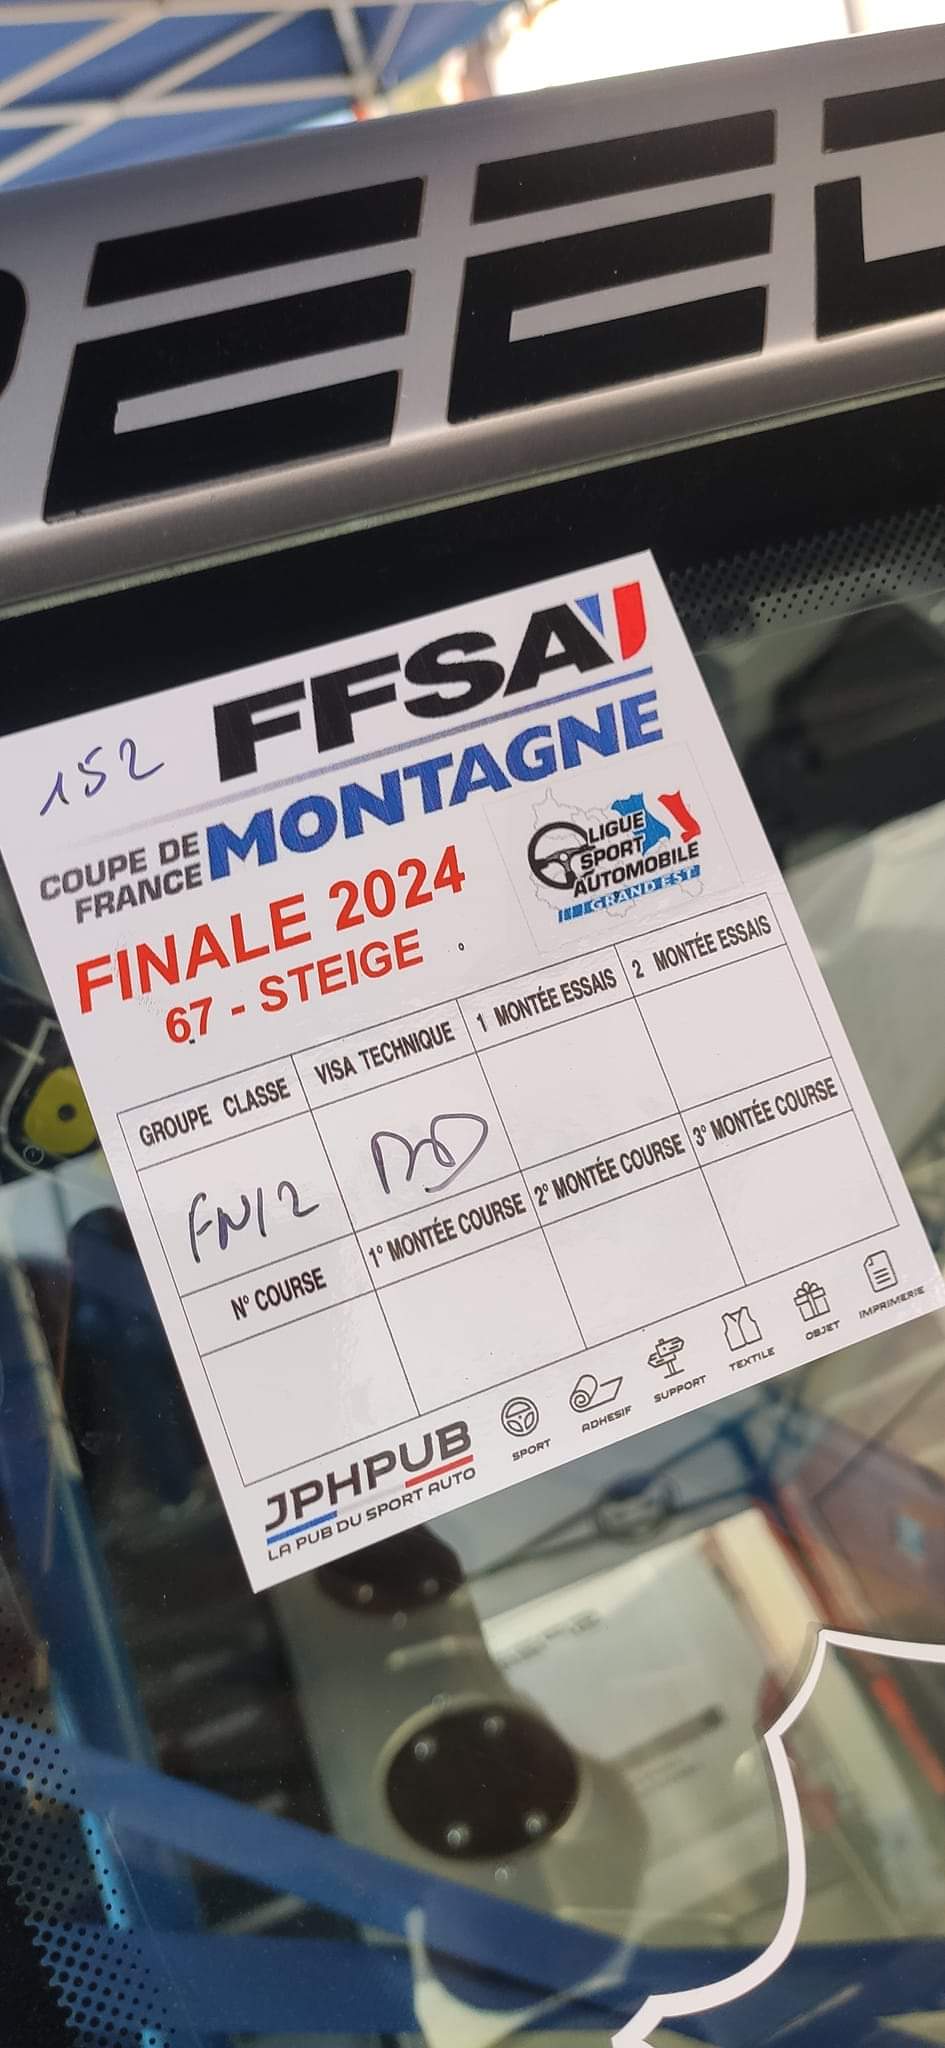 152 FFSA
COUPE DE
FRANCE MONTAGNE
LIGUE
SPORT
AUTOMOBILE
GRAND EST
FINALE 2024
67 - STEIGE
GROUPE CLASSE VISA TECHNIQUE 1 MONTÉE ESSAIS 2 MONTÉE ESSAIS
FN/2
N° COURSE 1° MONTÉE COURSE 2° MONTÉE COURSE 3° MONTÉE COURSE
JPHPUB
LA PUB DU SPORT AUTO
SPORT ADHESIF SUPPORT TEXTILE OBJET IMPRIMERIE